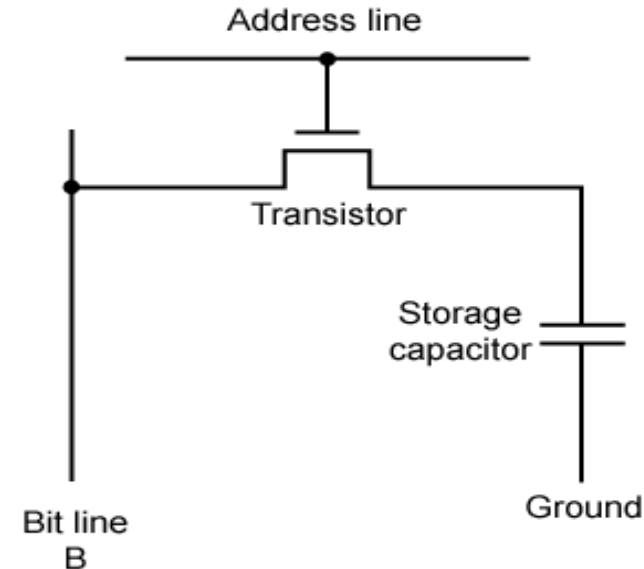 Address line
Transistor
Storage
capacitor
Ground
Bit line
B